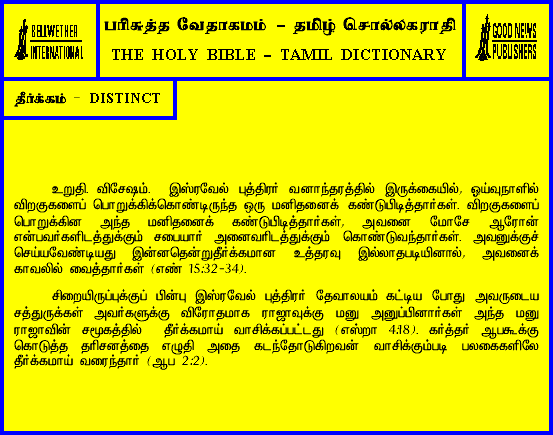 BELLWETHER
INTERNATIONAL
பரிசுத்த வேதாகமம் - தமிழ் சொல்லகராதி
THE HOLY BIBLE - TAMIL DICTIONARY
GOOD NEWS
PUBLISHERS
தீர்க்கம் - DISTINCT
உறுதி. விசேஷம். இஸ்ரவேல் புத்திரர் வனாந்தரத்தில் இருக்கையில், ஓய்வுநாளில்
விறகுகளைப் பொறுக்கிக்கொண்டிருந்த ஒரு மனிதனைக் கண்டுபிடித்தார்கள். விறகுகளைப்
பொறுக்கின அந்த மனிதனைக் கண்டுபிடித்தார்கள், அவனை மோசே ஆரோன்
என்பவர்களிடத்துக்கும் சபையார் அனைவரிடத்துக்கும் கொண்டுவந்தார்கள். அவனுக்குச்
செய்யவேண்டியது இன்னதென்றுதீர்க்கமான உத்தரவு இல்லாதபடியினால், அவனைக்
காவலில் வைத்தார்கள் (எண் 15:32-34).
சிறையிருப்புக்குப் பின்பு இஸ்ரவேல் புத்திரர் தேவாலயம் கட்டிய போது அவருடைய
சத்துருக்கள் அவர்களுக்கு விரோதமாக ராஜாவுக்கு மனு அனுப்பினார்கள் அந்த மனு
ராஜாவின் சமூகத்தில் தீர்க்கமாய் வாசிக்கப்பட்டது (எஸ்றா 4:18). கர்த்தர் ஆபகூக்கு
கொடுத்த தரிசனத்தை எழுதி அதை கடந்தோடுகிறவன் வாசிக்கும்படி பலகைகளிலே
தீர்க்கமாய் வரைந்தார் (ஆப 2:2).